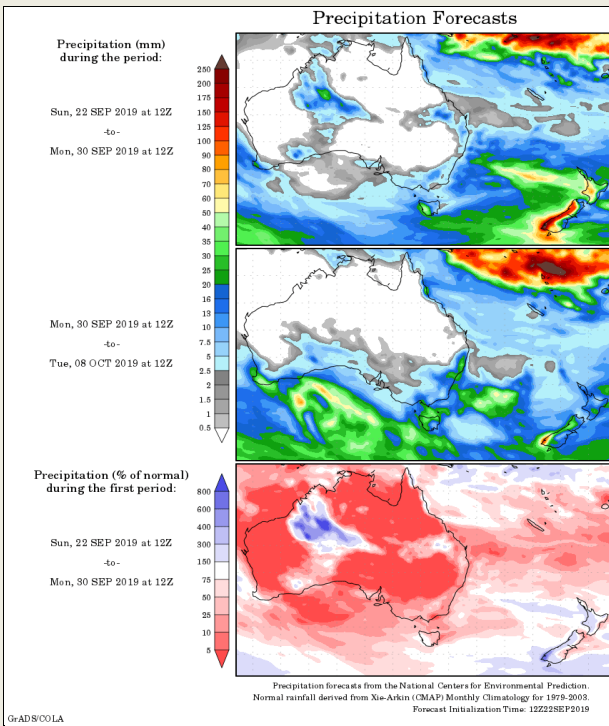 Precipitation Forecasts
Precipitation (mm)
during the period:
Sun, 22 SEP 2019 at 12Z
-to-
Mon, 30 SEP 2019 at 12Z
250
200
175
150
125
100
90
80
70
60
50
40
35
30
25
20
16
13
10
7.5
5
2.5
2
1.5
1
0.5
Mon, 30 SEP 2019 at 12Z
-to-
Tue, 08 OCT 2019 at 12Z
Precipitation (% of normal)
during the first period:
Sun, 22 SEP 2019 at 12Z
-to-
Mon, 30 SEP 2019 at 12Z
800
600
400
300
150
75
50
25
10
5
Precipitation forecasts from the National Centers for Environmental Prediction.
Normal rainfall derived from Xie-Arkin (CMAP) Monthly Climatology for 1979-2003.
Forecast Initialization Time: 12Z22SEP2019
GrADS/COLA